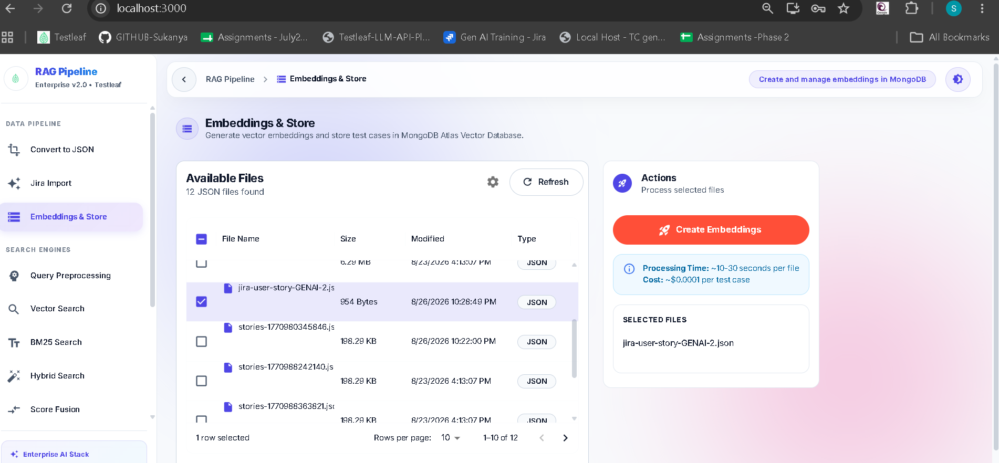 localhost:3000
Testleaf
GITHUB-Sukanya
Assignments - July2...
Testleaf-LLM-API-Pl...
Gen AI Training - Jira
Local Host - TC gen...
Assignments -Phase 2
All Bookmarks
S
RAG Pipeline
Enterprise v2.0 • Testleaf
DATA PIPELINE
Convert to JSON
Jira Import
Embeddings & Store
SEARCH ENGINES
Query Preprocessing
Vector Search
BM25 Search
Hybrid Search
Score Fusion
Enterprise AI Stack
RAG Pipeline > Embeddings & Store
Create and manage embeddings in MongoDB
Embeddings & Store
Generate vector embeddings and store test cases in MongoDB Atlas Vector Database.
Available Files
12 JSON files found
Refresh
File Name Size Modified Type
6.29 MB 8/23/2026 4:13:07 PM JSON
jira-user-story-GENAI-2.js 954 Bytes 8/26/2026 10:28:49 PM JSON
stories-1770980345846.js 198.29 KB 8/26/2026 10:22:00 PM JSON
stories-1770988242140.js 198.29 KB 8/23/2026 4:13:07 PM JSON
stories-1770988363821.jsc 198.29 KB 8/23/2026 4:13:07 PM JSON
1 row selected
Rows per page: 10
1–10 of 12
Actions
Process selected files
Create Embeddings
Processing Time: ~10-30 seconds per file
Cost: ~$0.0001 per test case
SELECTED FILES
jira-user-story-GENAI-2.json